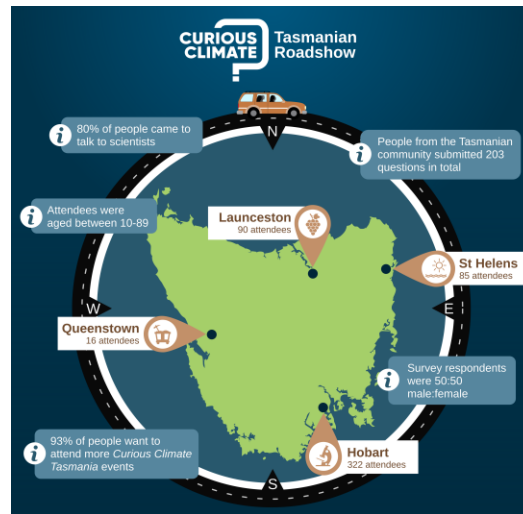 CURIOUS
CLIMATE
Tasmanian
Roadshow
N
80% of people came to
talk to scientists
People from the Tasmanian
community submitted 203
questions in total
Attendees were
aged between 10-89
Launceston
90 attendees
St Helens
85 attendees
W
E
Queenstown
16 attendees
Survey respondents
were 50:50
male:female
93% of people want to
attend more Curious Climate
Tasmania events
Hobart
322 attendees
S